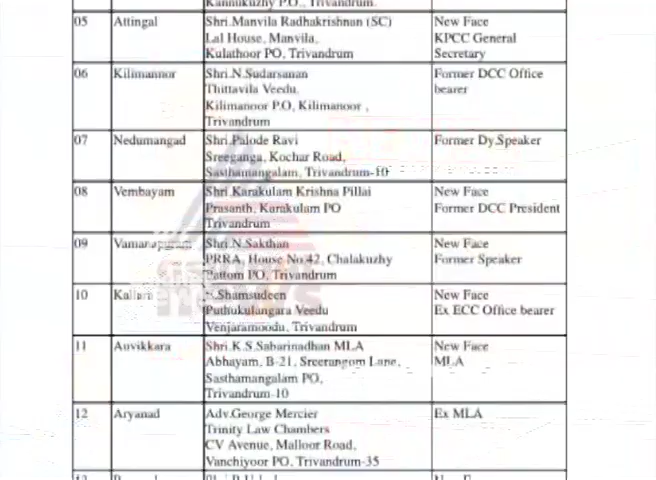 Kannukuzhy P.O., Trivandrum.
05 Attingal Shri.Manvila Radhakrishnan (SC) New Face
Lal House, Manvila, KPCC General
Kulathoor PO, Trivandrum Secretary
06 Kilimannor Shri.N.Sudarsanan Former DCC Office
Thittavila Veedu. bearer
Kilimanoor P.O, Kilimanoor ,
Trivandrum
07 Nedumangad Shri.Palode Ravi Former Dy.Speaker
Sreeganga, Kochar Road,
Sasthamangalam, Trivandrum-10
08 Vembayam Shri.Karakulam Krishna Pillai New Face
Prasanth, Karakulam PO Former DCC President
Trivandrum
09 Vamanapuram Shri.N.Sakthan New Face
PRRA, House No.42, Chalakuzhy Former Speaker
Pattom PO, Trivandrum
10 Kallara N.Shamsudeen New Face
Puthukulangara Veedu Ex ECC Office bearer
Venjaramoodu, Trivandrum
11 Auvikkara Shri.K.S.Sabarinadhan MLA New Face
Abhayam, B-21, Sreerangom Lane, MLA
Sasthamangalam PO,
Trivandrum-10
12 Aryanad Adv.George Mercier Ex MLA
Trinity Law Chambers
CV Avenue, Malloor Road,
Vanchiyoor PO, Trivandrum-35